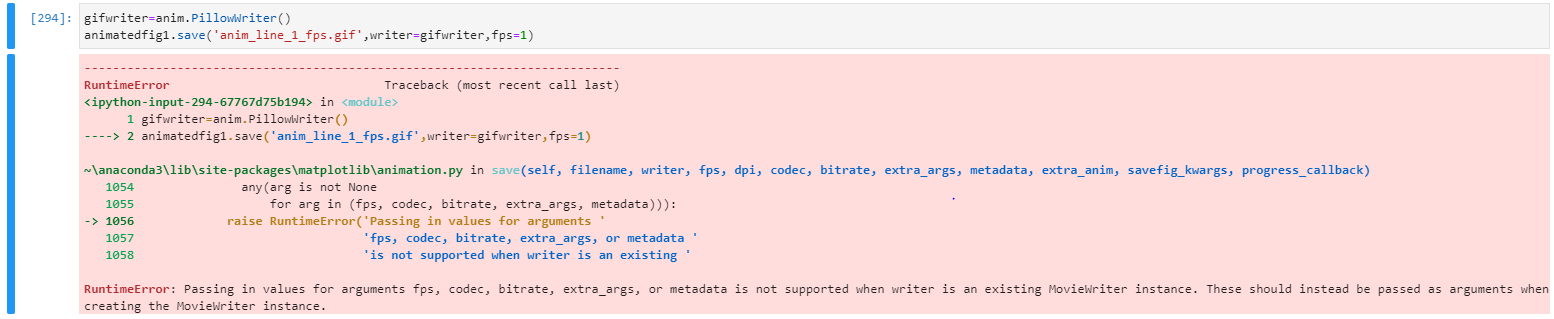 [294]: gifwriter=anim.PillowWriter()
animatedfig1.save('anim_line_1_fps.gif',writer=gifwriter,fps=1)
---------------------------------------------------------------------------
RuntimeError                              Traceback (most recent call last)
<ipython-input-294-67767d75b194> in <module>
      1 gifwriter=anim.PillowWriter()
----> 2 animatedfig1.save('anim_line_1_fps.gif',writer=gifwriter,fps=1)
~\anaconda3\lib\site-packages\matplotlib\animation.py in save(self, filename, writer, fps, dpi, codec, bitrate, extra_args, metadata, extra_anim, savefig_kwargs, progress_callback)
   1054               any(arg is not None
   1055                   for arg in (fps, codec, bitrate, extra_args, metadata))):
-> 1056             raise RuntimeError('Passing in values for arguments '
   1057                                'fps, codec, bitrate, extra_args, or metadata '
   1058                                'is not supported when writer is an existing '
RuntimeError: Passing in values for arguments fps, codec, bitrate, extra_args, or metadata is not supported when writer is an existing MovieWriter instance. These should instead be passed as arguments when
creating the MovieWriter instance.